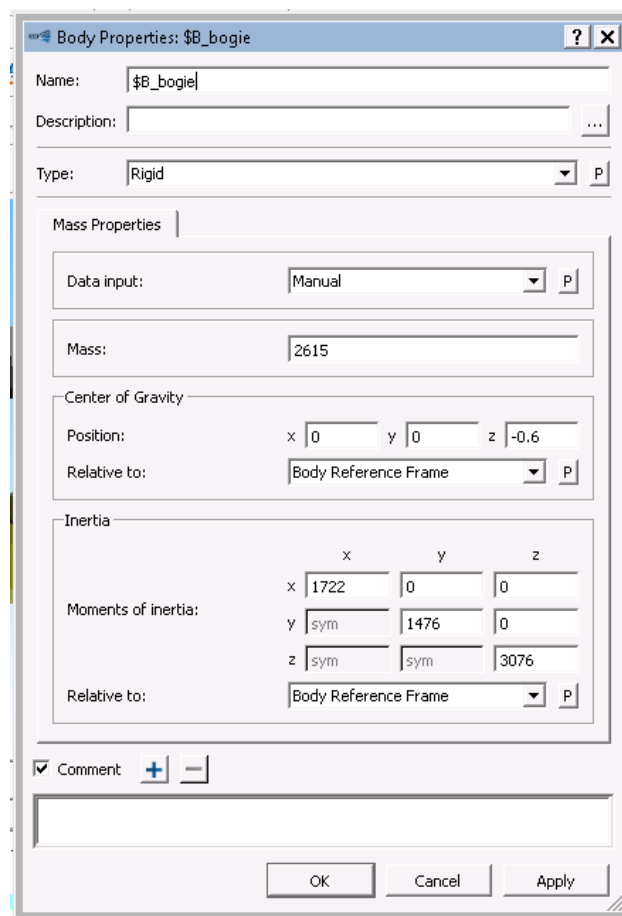 Body Properties: $B_bogie ? X
Name: $B_bogie
Description: ...
Type: Rigid P
Mass Properties
Data input: Manual P
Mass: 2615
Center of Gravity
Position: x 0 y 0 z -0.6
Relative to: Body Reference Frame P
Inertia
x y z
x 1722 0 0
Moments of inertia:
y sym 1476 0
z sym sym 3076
Relative to: Body Reference Frame P
Comment + −
OK Cancel Apply